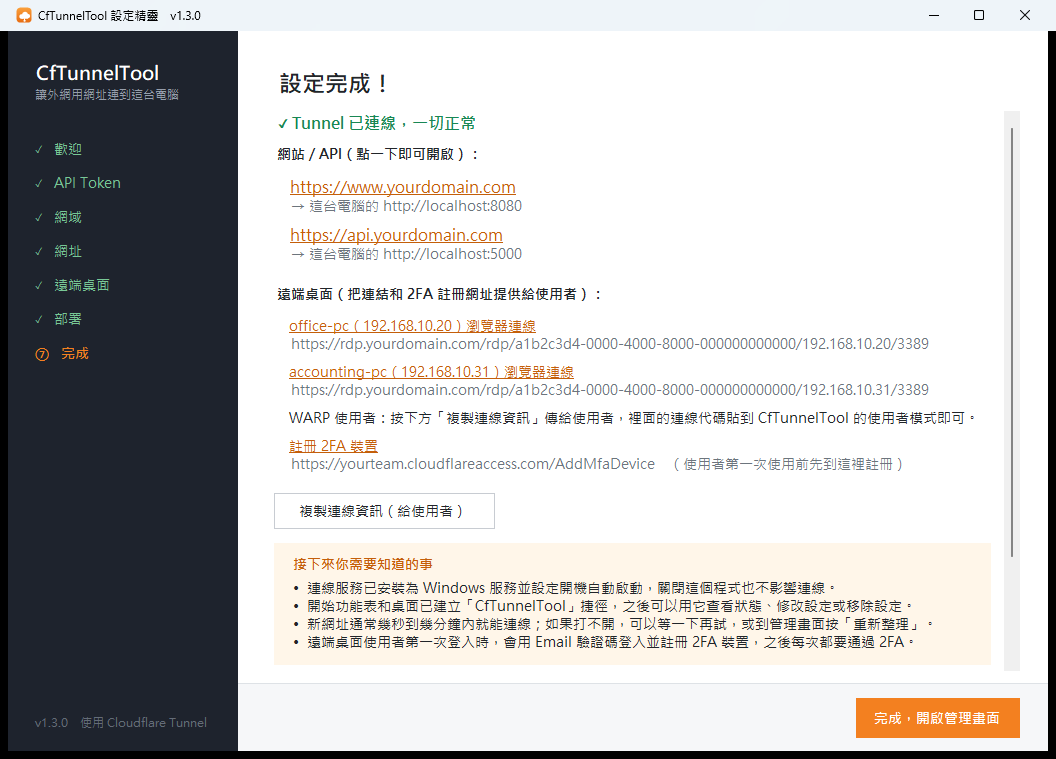 CfTunnelTool 設定精靈 v1.3.0
CfTunnelTool
讓外網用網址連到這台電腦
✓ 歡迎
✓ API Token
✓ 網域
✓ 網址
✓ 遠端桌面
✓ 部署
⑦ 完成
v1.3.0 使用 Cloudflare Tunnel
設定完成！
✓ Tunnel 已連線，一切正常
網站 / API（點一下即可開啟）：
https://www.yourdomain.com
→ 這台電腦的 http://localhost:8080
https://api.yourdomain.com
→ 這台電腦的 http://localhost:5000
遠端桌面（把連結和 2FA 註冊網址提供給使用者）：
office-pc（192.168.10.20）瀏覽器連線
https://rdp.yourdomain.com/rdp/a1b2c3d4-0000-4000-8000-000000000000/192.168.10.20/3389
accounting-pc（192.168.10.31）瀏覽器連線
https://rdp.yourdomain.com/rdp/a1b2c3d4-0000-4000-8000-000000000000/192.168.10.31/3389
WARP 使用者：按下方「複製連線資訊」傳給使用者，裡面的連線代碼貼到 CfTunnelTool 的使用者模式即可。
註冊 2FA 裝置
https://yourteam.cloudflareaccess.com/AddMfaDevice （使用者第一次使用前先到這裡註冊）
複製連線資訊（給使用者）
接下來你需要知道的事
• 連線服務已安裝為 Windows 服務並設定開機自動啟動，關閉這個程式也不影響連線。
• 開始功能表和桌面已建立「CfTunnelTool」捷徑，之後可以用它查看狀態、修改設定或移除設定。
• 新網址通常幾秒到幾分鐘內就能連線；如果打不開，可以等一下再試，或到管理畫面按「重新整理」。
• 遠端桌面使用者第一次登入時，會用 Email 驗證碼登入並註冊 2FA 裝置，之後每次都要通過 2FA。
完成，開啟管理畫面